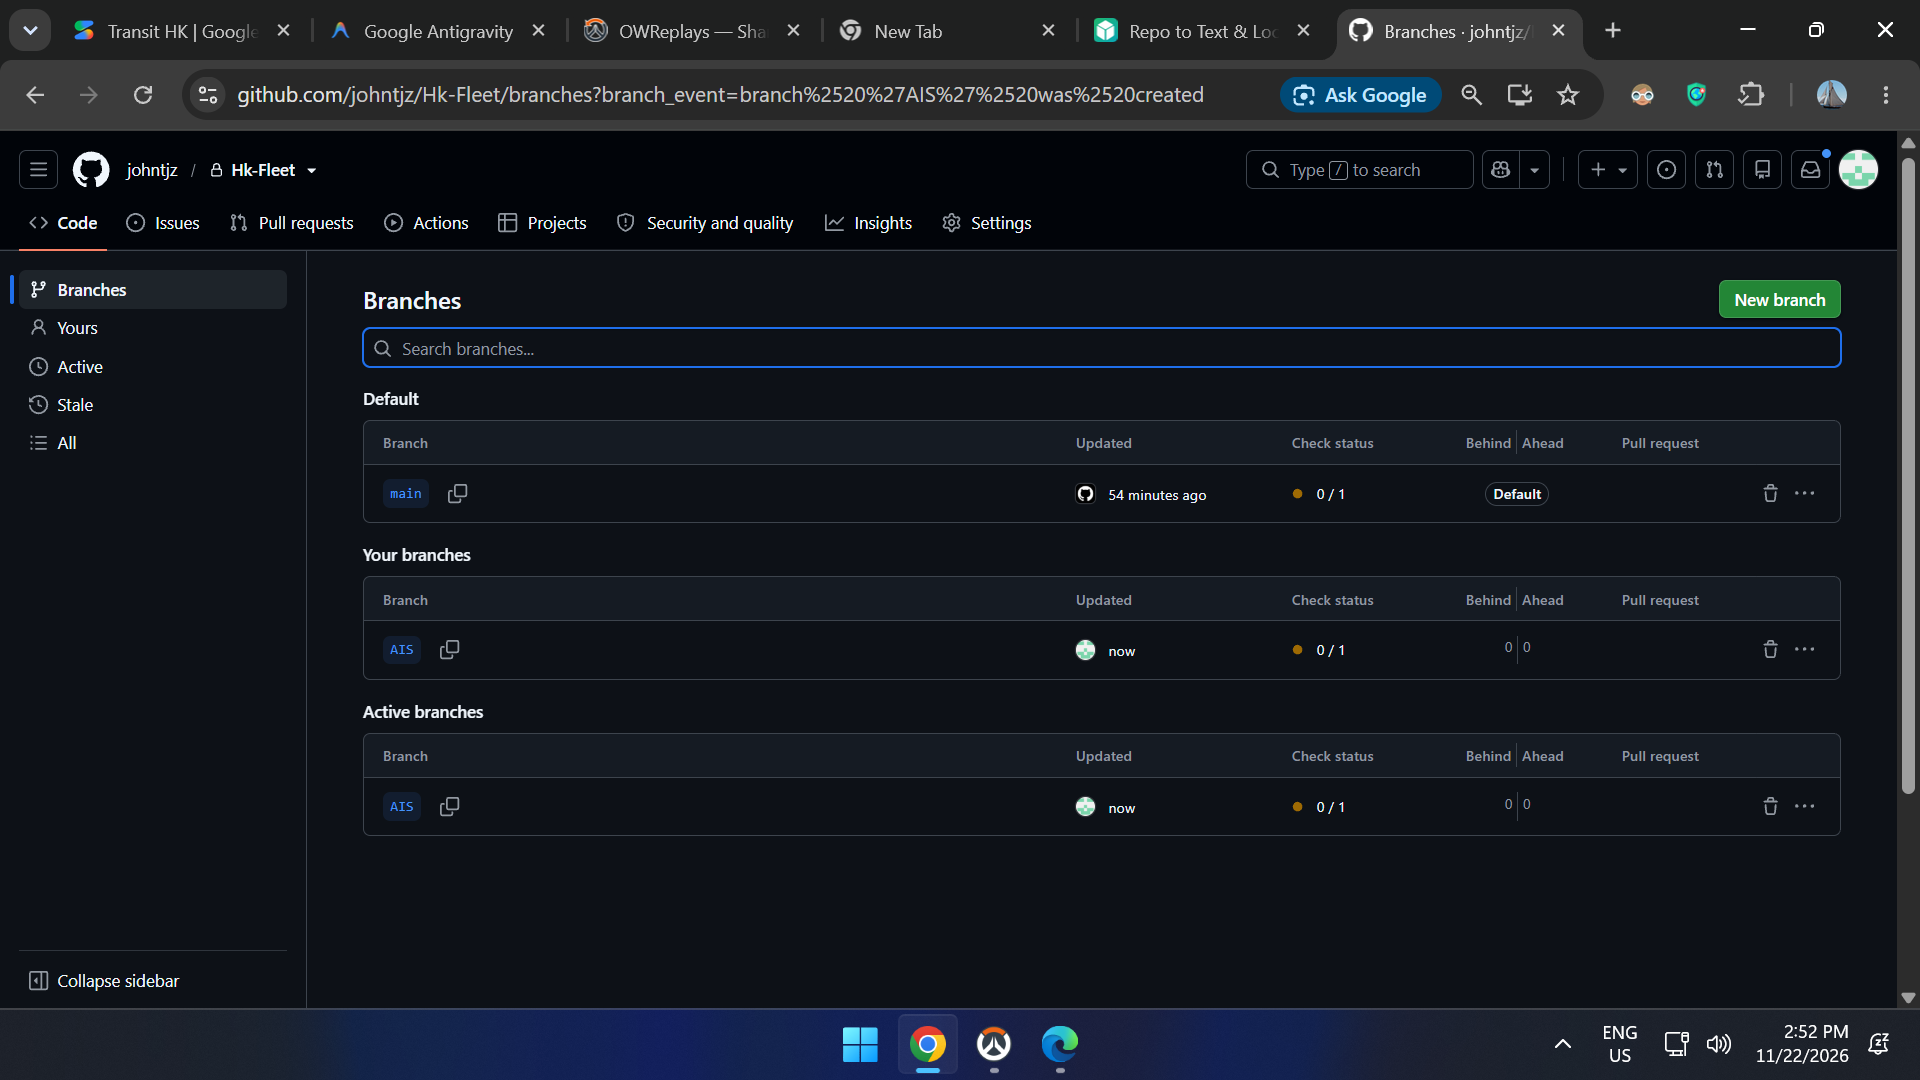 Transit HK | Google
Google Antigravity
OWReplays — Sha
New Tab
Repo to Text & Loc
Branches · johntjz/
github.com/johntjz/Hk-Fleet/branches?branch_event=branch%2520%27AIS%27%2520was%2520created
Ask Google
johntjz / Hk-Fleet
Type / to search
Code
Issues
Pull requests
Actions
Projects
Security and quality
Insights
Settings
Branches
Yours
Active
Stale
All
Collapse sidebar
Branches
New branch
Search branches...
Default
Branch Updated Check status Behind Ahead Pull request
main 54 minutes ago 0 / 1 Default
Your branches
Branch Updated Check status Behind Ahead Pull request
AIS now 0 / 1 0 0
Active branches
Branch Updated Check status Behind Ahead Pull request
AIS now 0 / 1 0 0
ENG
US
2:52 PM
11/22/2026